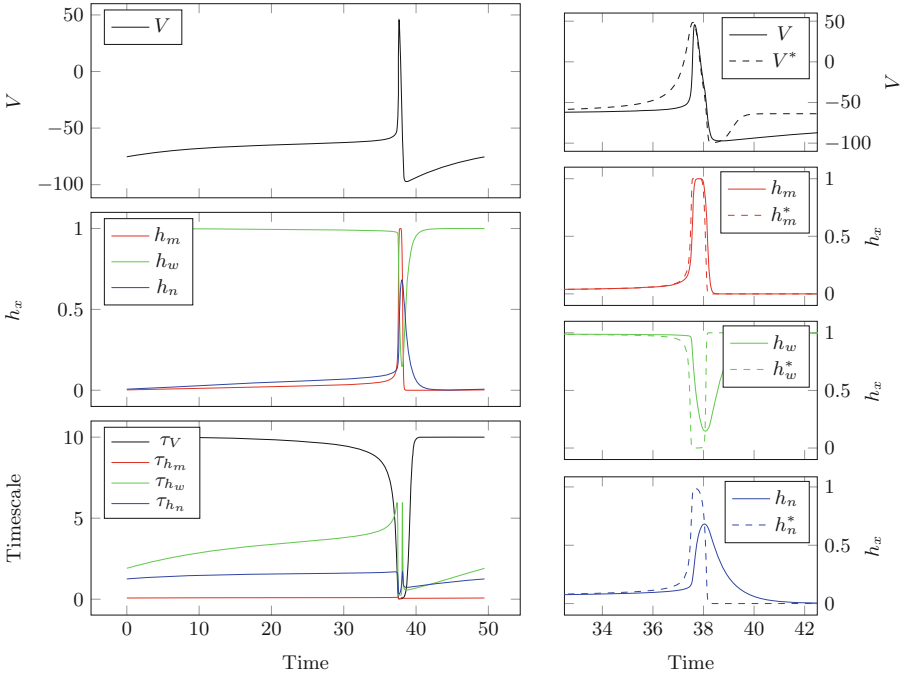 V
50
0
−50
−100
V
h_m
h_w
h_n
1
0.5
0
h_x
τ_V
τ_{h_m}
τ_{h_w}
τ_{h_n}
10
5
0
Timescale
0 10 20 30 40 50
Time
V
V*
50
0
−50
−100
V
h_m
h_m^*
1
0.5
0
h_x
h_w
h_w^*
1
0.5
0
h_x
h_n
h_n^*
1
0.5
0
h_x
34 36 38 40 42
Time